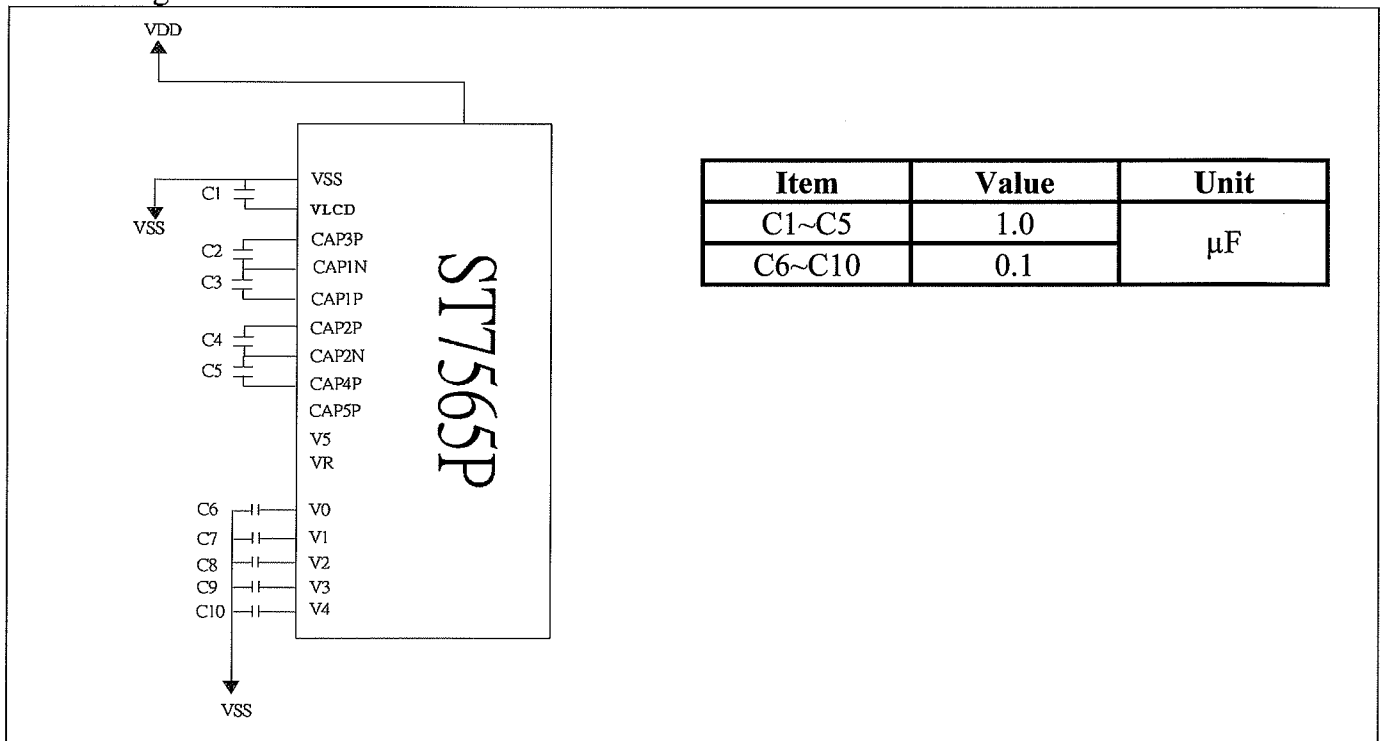 VDD
VSS
C1
VLCD
VSS
CAP3P
C2
CAP1N
C3
CAP1P
CAP2P
C4
CAP2N
C5
CAP4P
CAP5P
V5
VR
C6 V0
C7 V1
C8 V2
C9 V3
C10 V4
VSS
ST7565P
Item Value Unit
C1~C5 1.0 μF
C6~C10 0.1